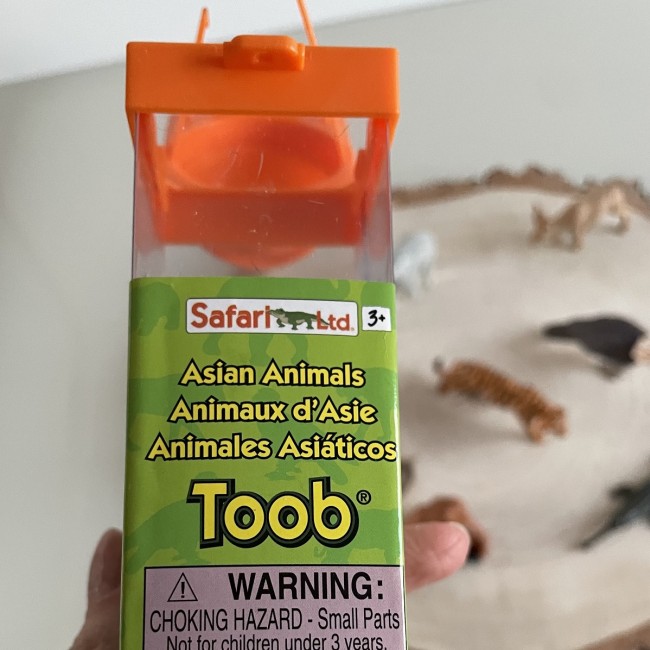 Safari Ltd. 3+
Asian Animals
Animaux d'Asie
Animales Asiáticos
Toob®
⚠ WARNING:
CHOKING HAZARD - Small Parts
Not for children under 3 years.